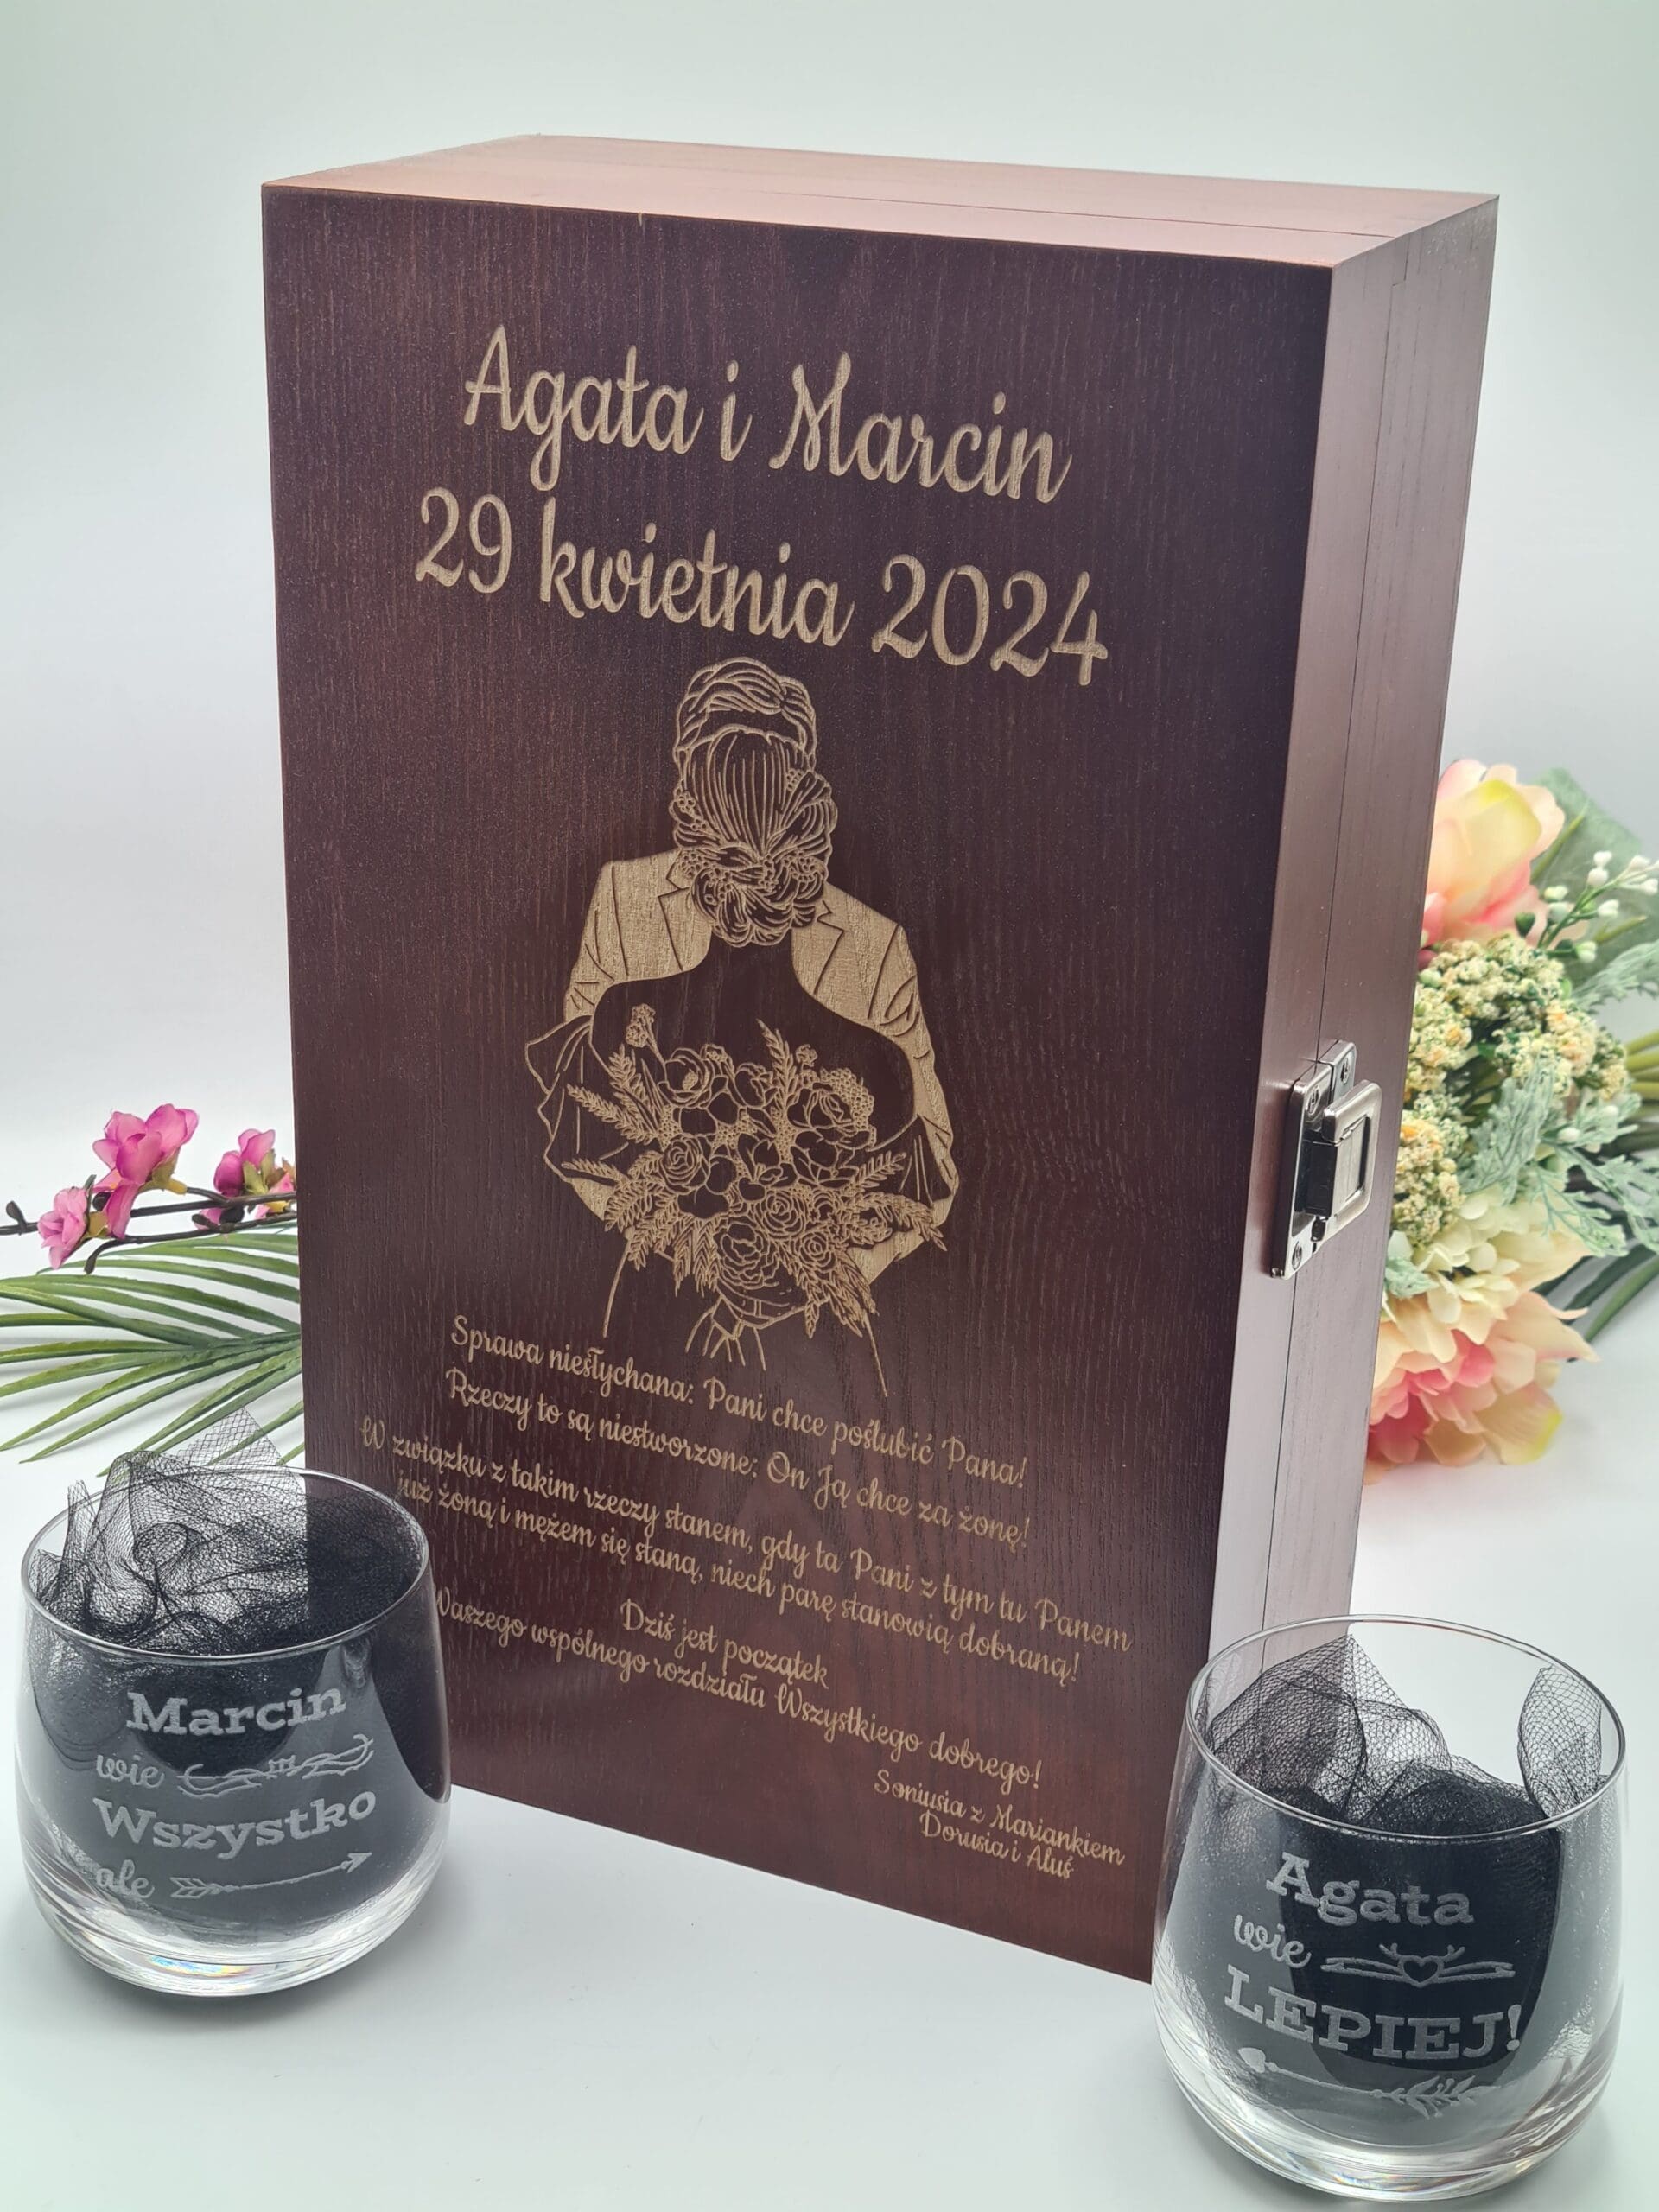 Agata i Marcin
29 kwietnia 2024
Sprawa niesłychana: Pani chce poślubić Pana!
Rzeczy to są niestworzone: On Ją chce za żonę!
W związku z takim rzeczy stanem, gdy ta Pani z tym tu Panem
już żoną i mężem się staną, niech parę stanowią dobraną!
Dziś jest początek
Waszego wspólnego rozdziału Wszystkiego dobrego!
Soniusia z Mariankiem
Dorusia i Aluś
Marcin
wie
Wszystko
ale
Agata
wie
LEPIEJ!